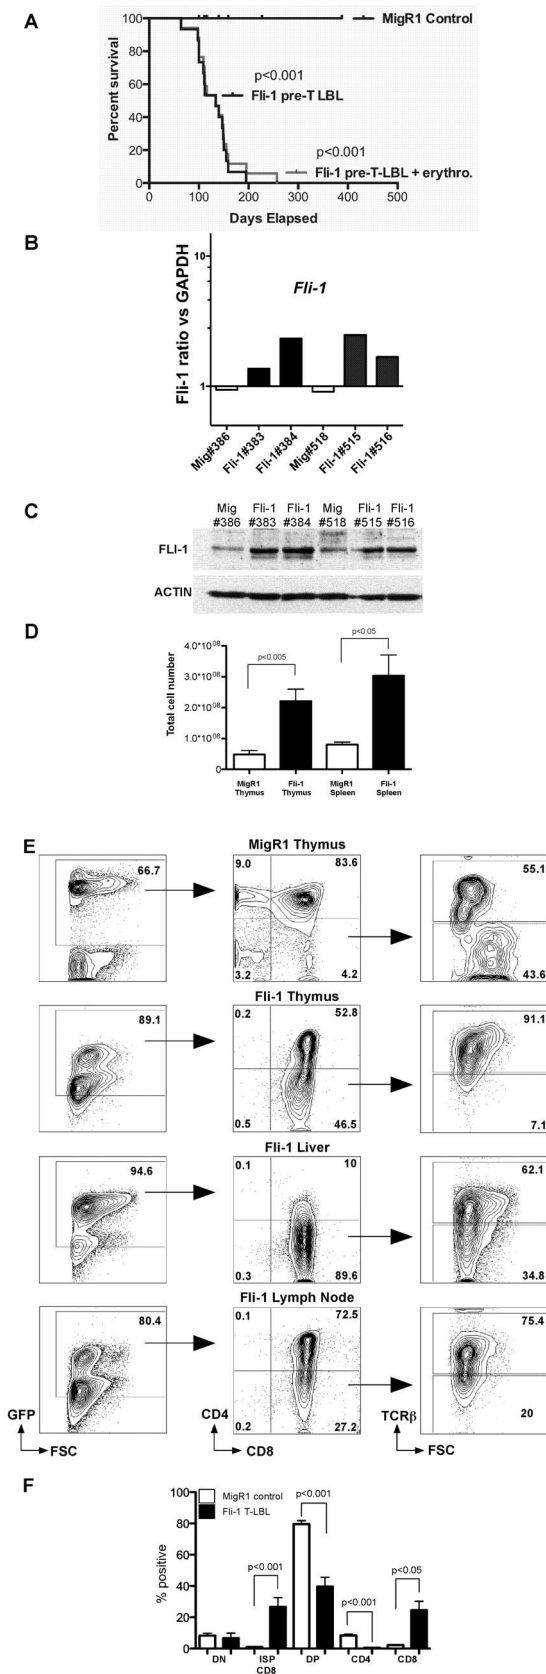 A
MigR1 Control
p<0.001
Fli-1 pre-T LBL
p<0.001
Fli-1 pre-T-LBL + erythro.
Percent survival
100
80
60
40
20
0
0 100 200 300 400 500
Days Elapsed
B
Fli-1
Fli-1 ratio vs GAPDH
10
1
Mig#386 Fli-1#383 Fli-1#384 Mig#518 Fli-1#515 Fli-1#516
C
Mig Fli-1 Fli-1 Mig Fli-1 Fli-1
#386 #383 #384 #518 #515 #516
FLI-1
ACTIN
D
p<0.005 p<0.05
Total cell number
4.0*10⁰⁸
3.0*10⁰⁸
2.0*10⁰⁸
1.0*10⁰⁸
0
MigR1 Fli-1 MigR1 Fli-1
Thymus Thymus Spleen Spleen
E
MigR1 Thymus
66.7 9.0 83.6 55.1
3.2 4.2 43.6
Fli-1 Thymus
89.1 0.2 52.8 91.1
0.5 46.5 7.1
Fli-1 Liver
94.6 0.1 10 62.1
0.3 89.6 34.8
Fli-1 Lymph Node
80.4 0.1 72.5 75.4
0.2 27.2 20
GFP CD4 TCRβ
FSC CD8 FSC
F
MigR1 control
Fli-1 T-LBL
p<0.001
p<0.001
p<0.001
p<0.05
% positive
100
80
60
40
20
0
DN ISP DP CD4 CD8
CD8